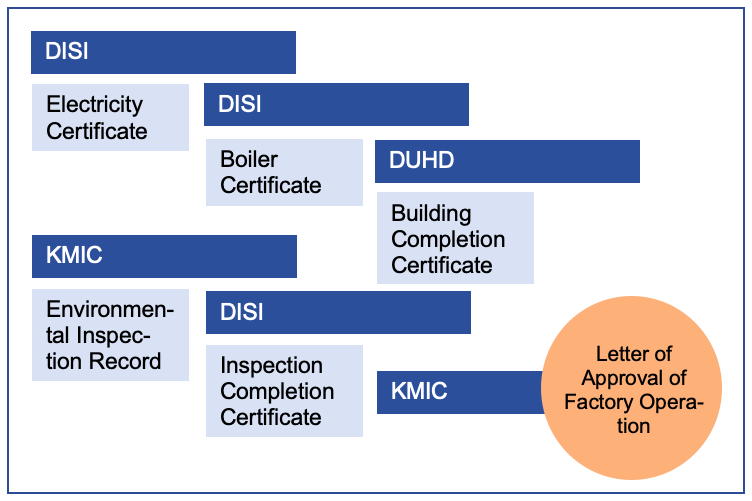 DISI
Electricity
Certificate
DISI
Boiler
Certificate
DUHD
Building
Completion
Certificate
KMIC
Environmen-
tal Inspec-
tion Record
DISI
Inspection
Completion
Certificate
KMIC
Letter of
Approval of
Factory Opera-
tion